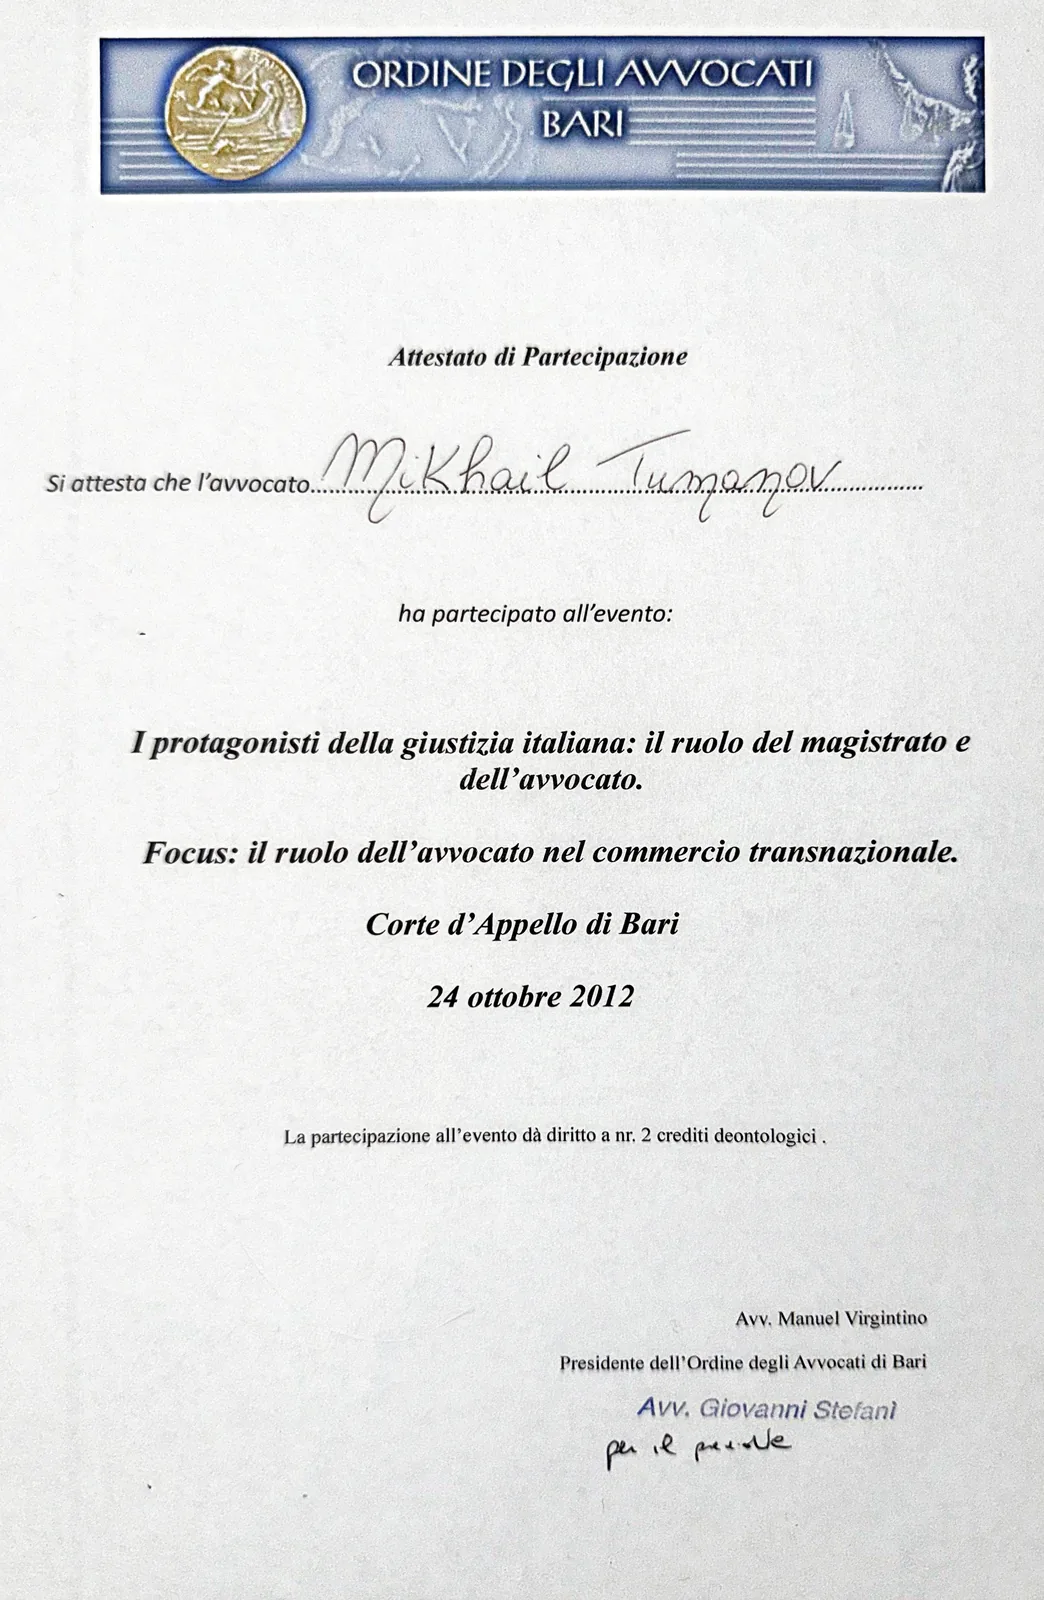 ORDINE DEGLI AVVOCATI
BARI
Attestato di Partecipazione
Si attesta che l'avvocato....Mikhail Tumanov....
ha partecipato all'evento:
I protagonisti della giustizia italiana: il ruolo del magistrato e
dell'avvocato.
Focus: il ruolo dell'avvocato nel commercio transnazionale.
Corte d'Appello di Bari
24 ottobre 2012
La partecipazione all'evento dà diritto a nr. 2 crediti deontologici .
Avv. Manuel Virgintino
Presidente dell'Ordine degli Avvocati di Bari
Avv. Giovanni Stefanì
per il